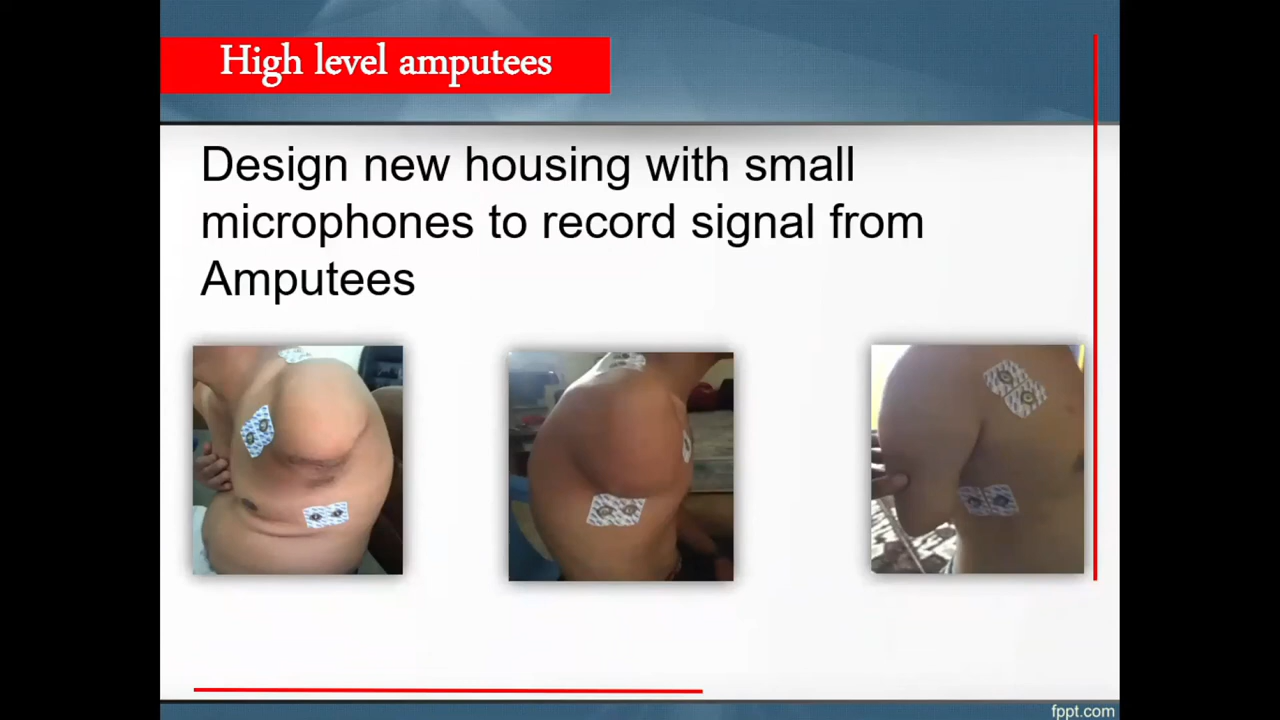 High level amputees
Design new housing with small
microphones to record signal from
Amputees
fppt.com